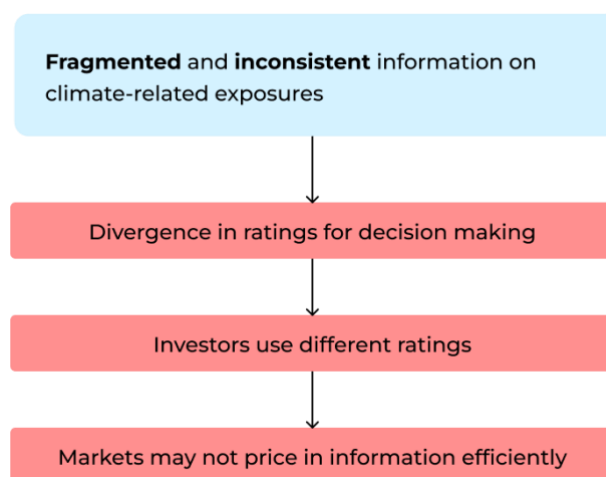 Fragmented and inconsistent information on
climate-related exposures
Divergence in ratings for decision making
Investors use different ratings
Markets may not price in information efficiently